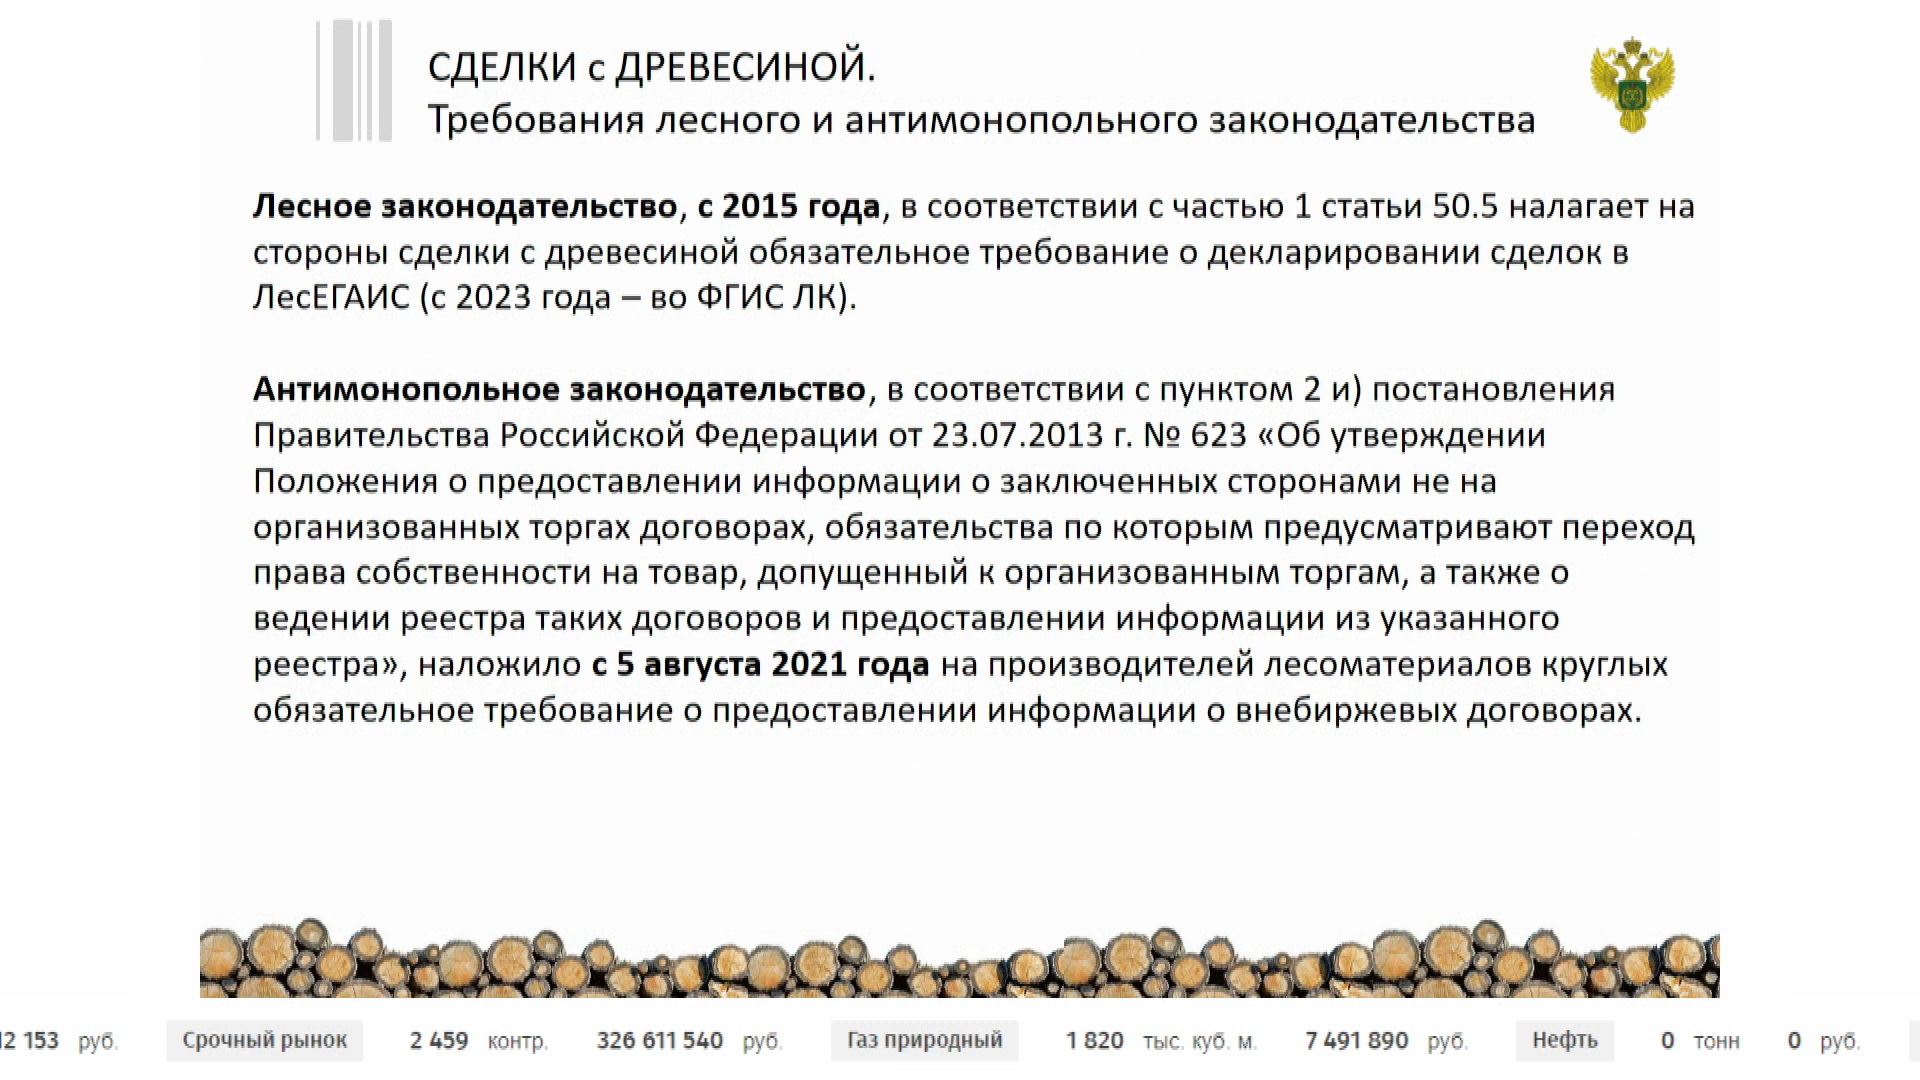 СДЕЛКИ с ДРЕВЕСИНОЙ.
Требования лесного и антимонопольного законодательства
Лесное законодательство, с 2015 года, в соответствии с частью 1 статьи 50.5 налагает на
стороны сделки с древесиной обязательное требование о декларировании сделок в
ЛесЕГАИС (с 2023 года – во ФГИС ЛК).
Антимонопольное законодательство, в соответствии с пунктом 2 и) постановления
Правительства Российской Федерации от 23.07.2013 г. № 623 «Об утверждении
Положения о предоставлении информации о заключенных сторонами не на
организованных торгах договорах, обязательства по которым предусматривают переход
права собственности на товар, допущенный к организованным торгам, а также о
ведении реестра таких договоров и предоставлении информации из указанного
реестра», наложило с 5 августа 2021 года на производителей лесоматериалов круглых
обязательное требование о предоставлении информации о внебиржевых договорах.
153 руб. Срочный рынок 2 459 контр. 326 611 540 руб. Газ природный 1 820 тыс. куб. м. 7 491 890 руб. Нефть 0 тонн 0 руб.